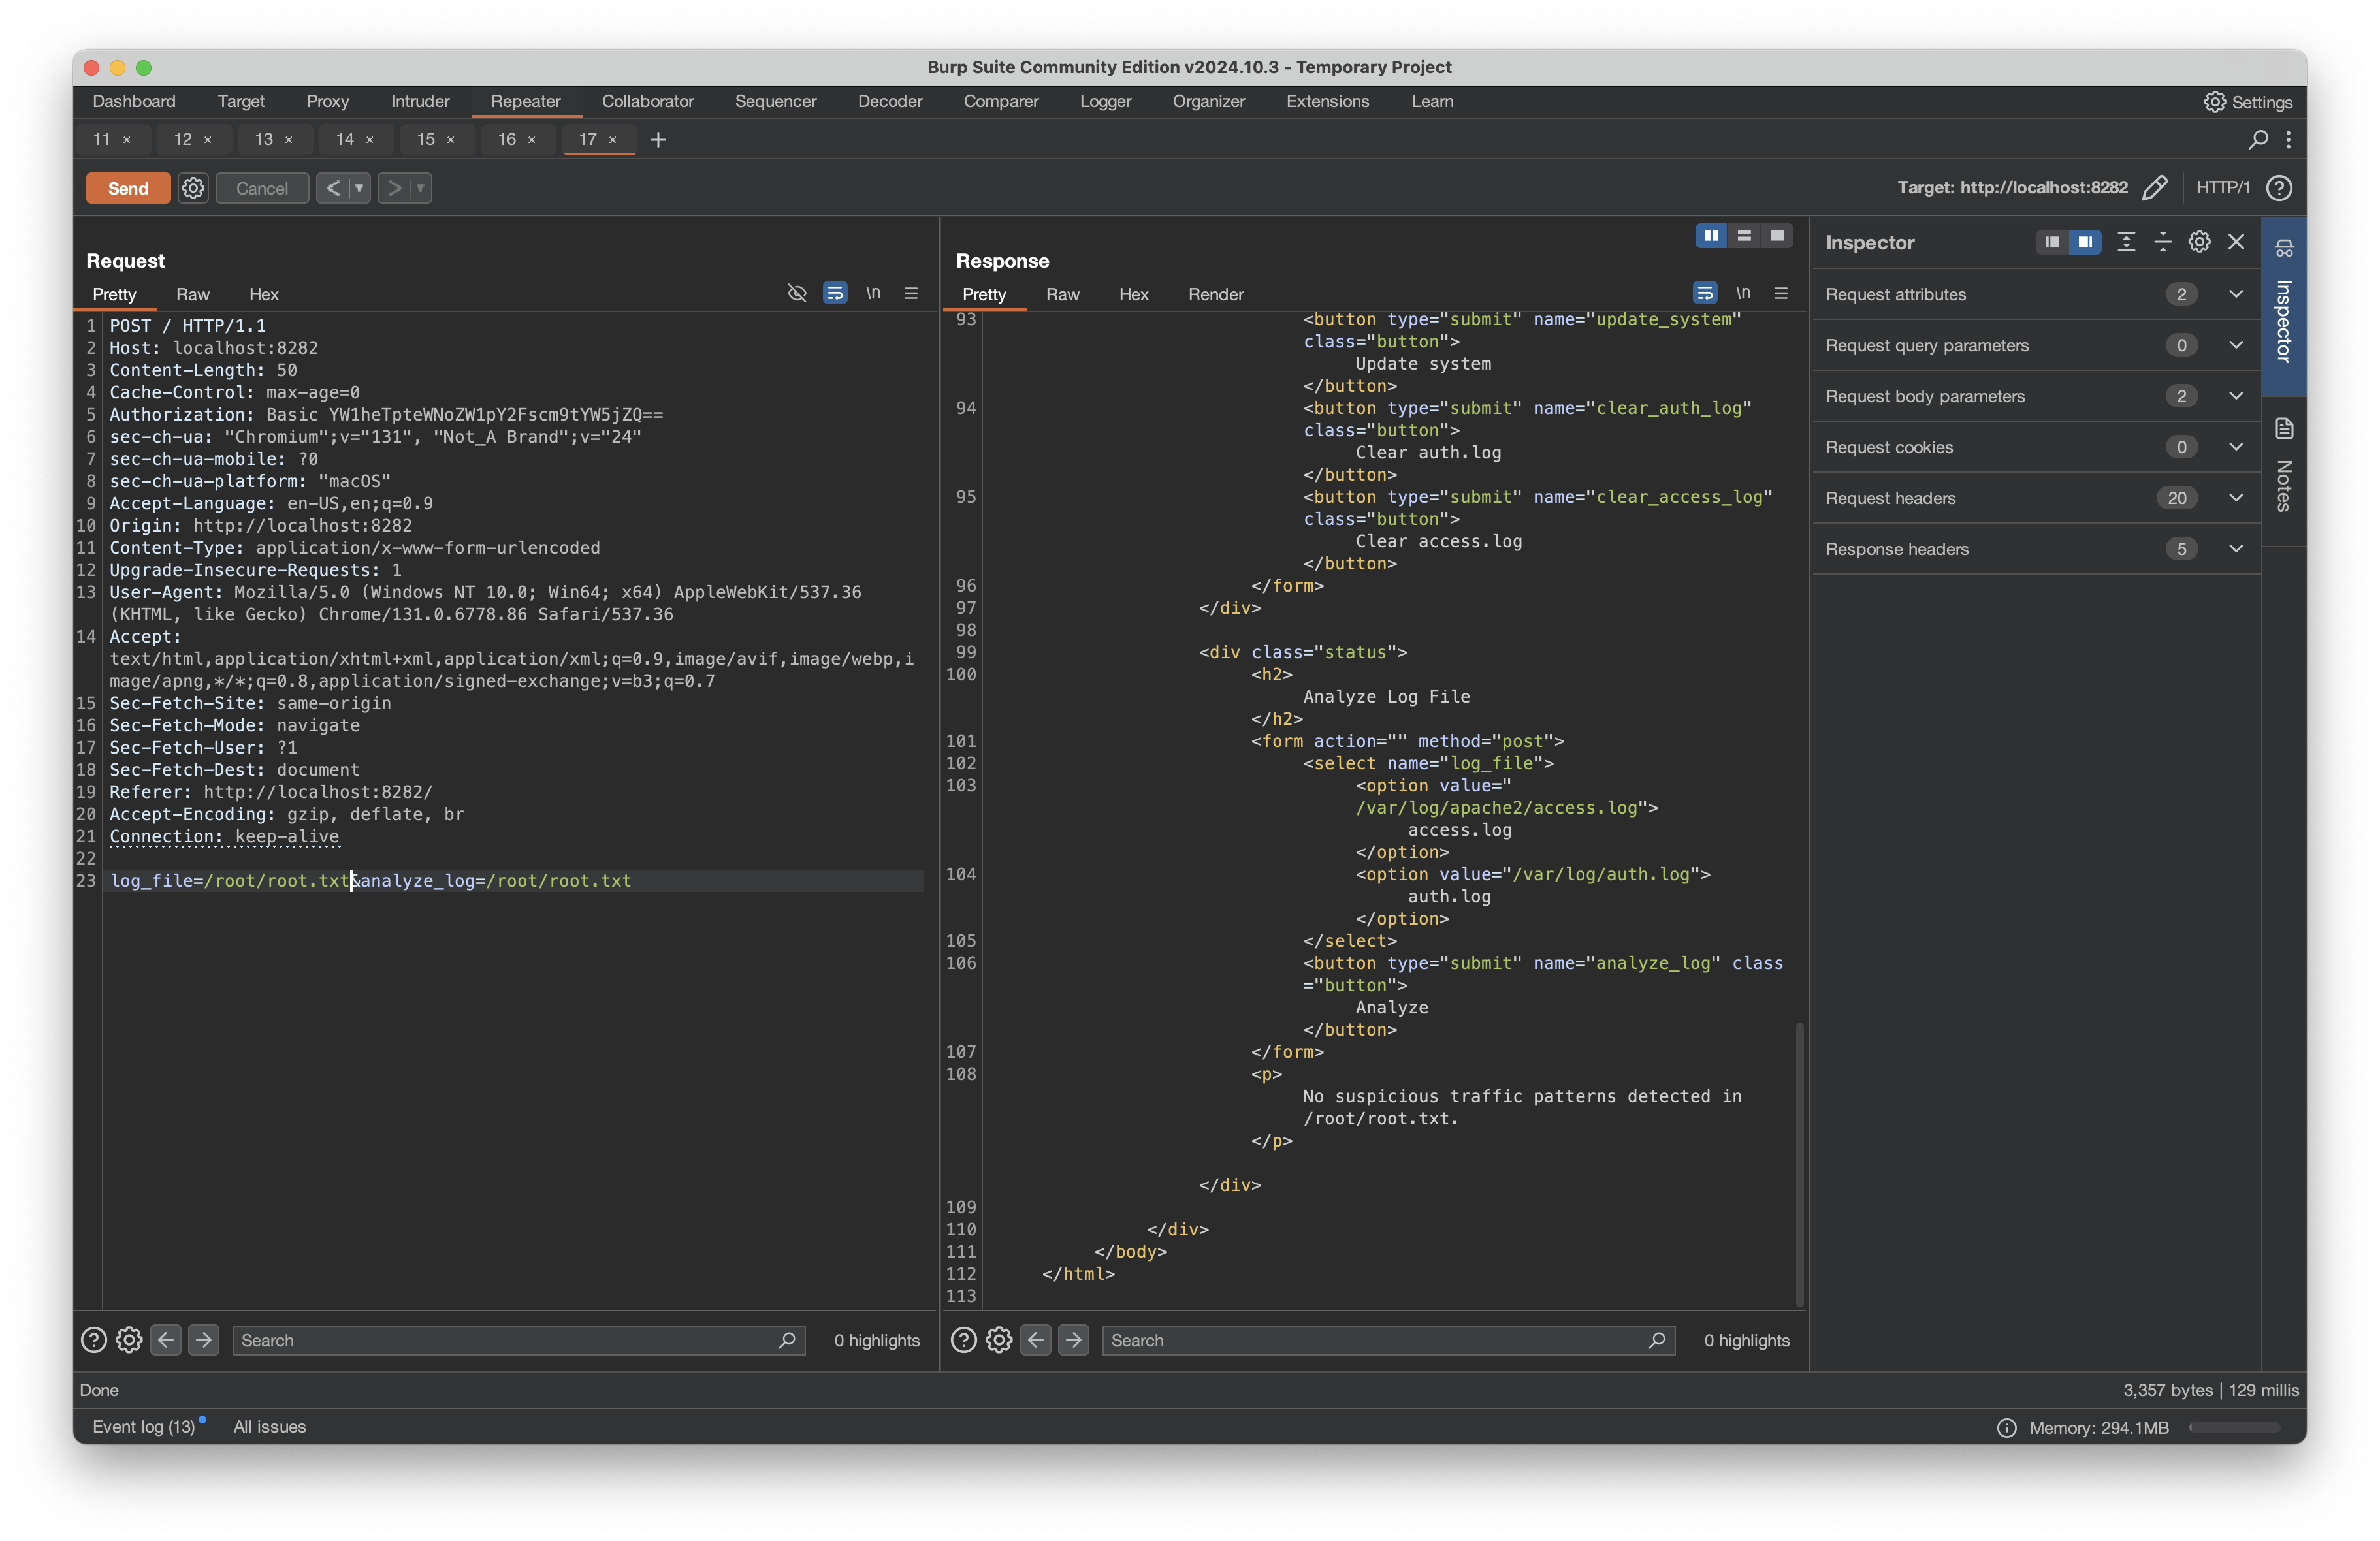 Burp Suite Community Edition v2024.10.3 - Temporary Project
Dashboard Target Proxy Intruder Repeater Collaborator Sequencer Decoder Comparer Logger Organizer Extensions Learn Settings
11 × 12 × 13 × 14 × 15 × 16 × 17 × +
Send Cancel < > Target: http://localhost:8282 HTTP/1 ?
Request
Pretty Raw Hex \n
1 POST / HTTP/1.1
2 Host: localhost:8282
3 Content-Length: 50
4 Cache-Control: max-age=0
5 Authorization: Basic YW1heTpteWNoZW1pY2Fscm9tYW5jZQ==
6 sec-ch-ua: "Chromium";v="131", "Not_A Brand";v="24"
7 sec-ch-ua-mobile: ?0
8 sec-ch-ua-platform: "macOS"
9 Accept-Language: en-US,en;q=0.9
10 Origin: http://localhost:8282
11 Content-Type: application/x-www-form-urlencoded
12 Upgrade-Insecure-Requests: 1
13 User-Agent: Mozilla/5.0 (Windows NT 10.0; Win64; x64) AppleWebKit/537.36
(KHTML, like Gecko) Chrome/131.0.6778.86 Safari/537.36
14 Accept:
text/html,application/xhtml+xml,application/xml;q=0.9,image/avif,image/webp,i
mage/apng,*/*;q=0.8,application/signed-exchange;v=b3;q=0.7
15 Sec-Fetch-Site: same-origin
16 Sec-Fetch-Mode: navigate
17 Sec-Fetch-User: ?1
18 Sec-Fetch-Dest: document
19 Referer: http://localhost:8282/
20 Accept-Encoding: gzip, deflate, br
21 Connection: keep-alive
22
23 log_file=/root/root.txt&analyze_log=/root/root.txt
? Search 0 highlights
Response
Pretty Raw Hex Render \n
93 <button type="submit" name="update_system"
class="button">
Update system
</button>
94 <button type="submit" name="clear_auth_log"
class="button">
Clear auth.log
</button>
95 <button type="submit" name="clear_access_log"
class="button">
Clear access.log
</button>
96 </form>
97 </div>
98
99 <div class="status">
100 <h2>
Analyze Log File
</h2>
101 <form action="" method="post">
102 <select name="log_file">
103 <option value="
/var/log/apache2/access.log">
access.log
</option>
104 <option value="/var/log/auth.log">
auth.log
</option>
105 </select>
106 <button type="submit" name="analyze_log" class
="button">
Analyze
</button>
107 </form>
108 <p>
No suspicious traffic patterns detected in
/root/root.txt.
</p>
</div>
109
110 </div>
111 </body>
112 </html>
113
? Search 0 highlights
Inspector
Request attributes 2
Request query parameters 0
Request body parameters 2
Request cookies 0
Request headers 20
Response headers 5
Inspector
Notes
Done 3,357 bytes | 129 millis
Event log (13) All issues Memory: 294.1MB